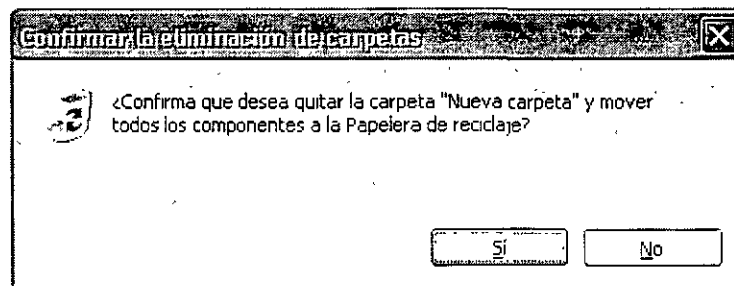 Confirmar la eliminación de carpetas
¿Confirma que desea quitar la carpeta "Nueva carpeta" y mover
todos los componentes a la Papelera de reciclaje?
Sí
No